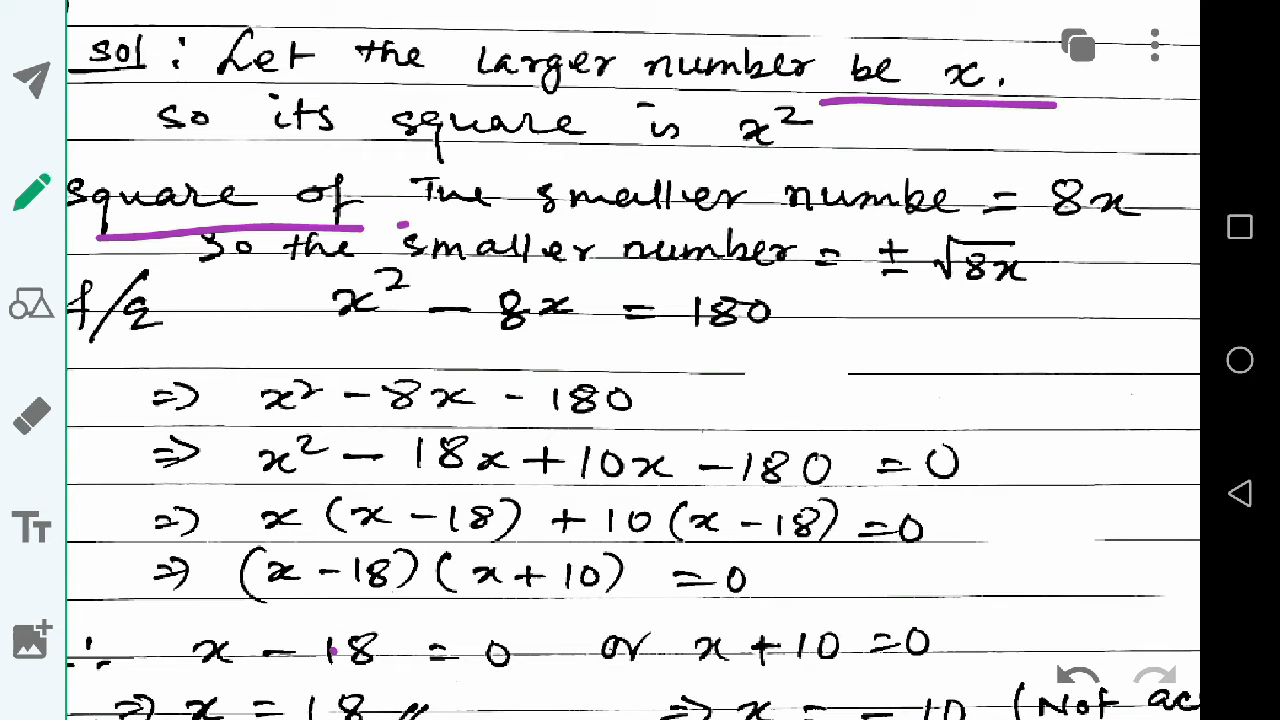 Sol : Let the larger number be x.
so its square is x²
square of The smaller numbe = 8x
So the smaller number = ± √8x
A/q x² - 8x = 180
=> x² - 8x - 180
=> x² - 18x + 10x - 180 = 0
=> x (x - 18) + 10 (x - 18) = 0
=> (x - 18) (x + 10) = 0
∴ x - 18 = 0 or x + 10 = 0
=> x = 18 => x = - 10 (Not
TT